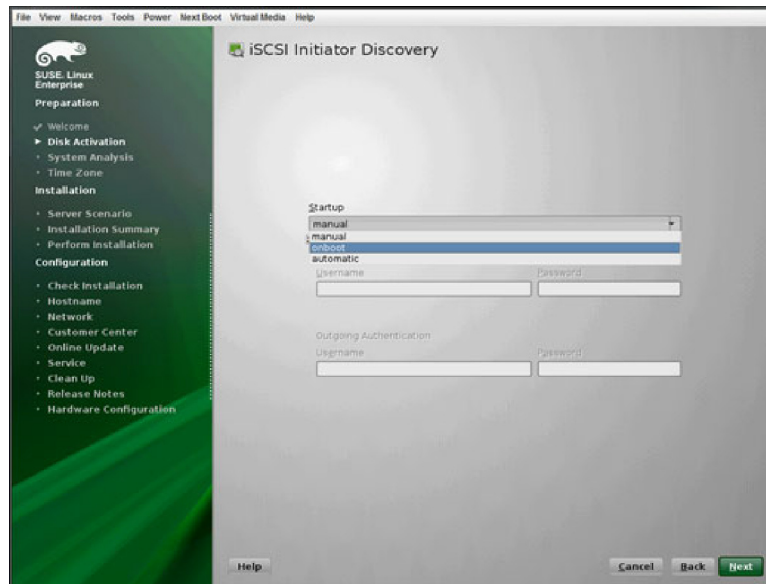 File View Macros Tools Power Next Boot Virtual Media Help
SUSE. Linux
Enterprise
Preparation
Welcome
Disk Activation
System Analysis
Time Zone
Installation
Server Scenario
Installation Summary
Perform Installation
Configuration
Check Installation
Hostname
Network
Customer Center
Online Update
Service
Clean Up
Release Notes
Hardware Configuration
iSCSI Initiator Discovery
Startup
manual
manual
onboot
automatic
Username Password
Outgoing Authentication
Username Password
Help Cancel Back Next